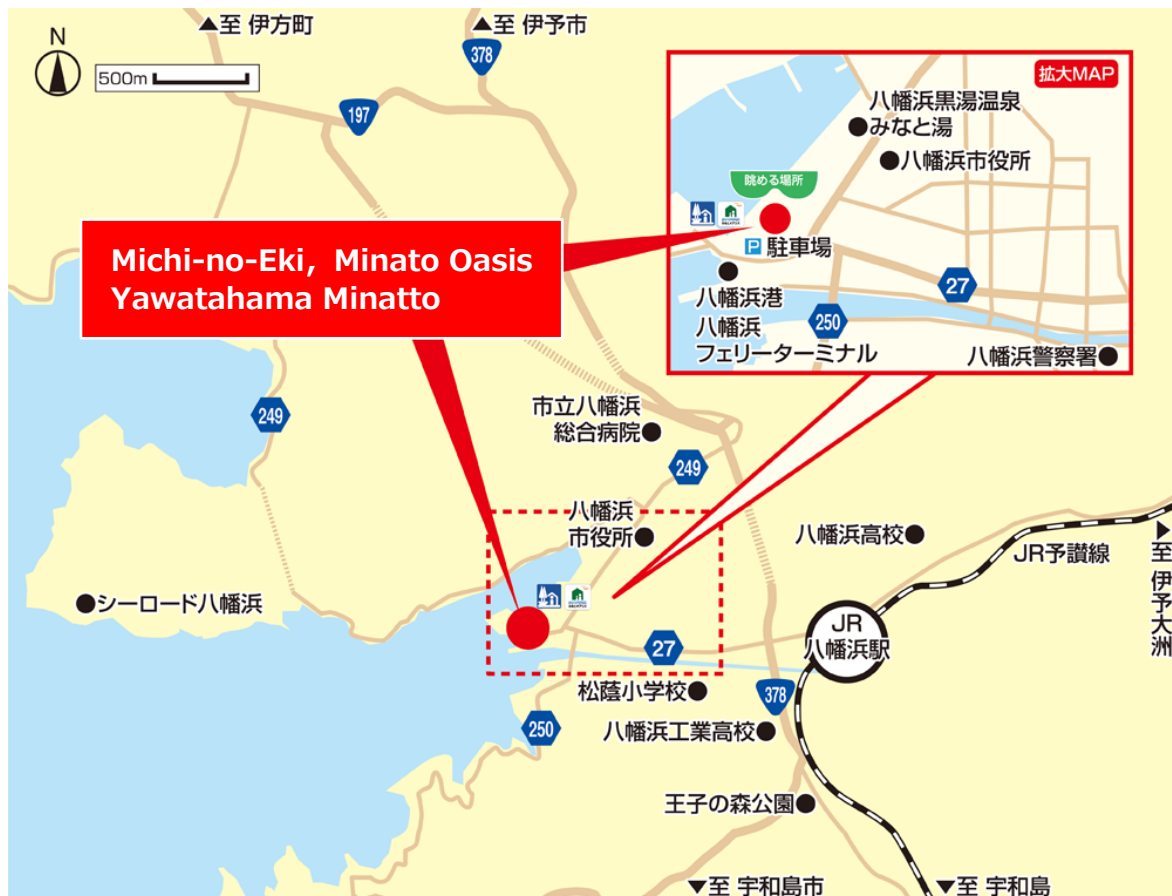 ▲至 伊方町
▲至 伊予市
N
500m
378
197
拡大MAP
八幡浜黒湯温泉
みなと湯
八幡浜市役所
眺める場所
P 駐車場
八幡浜港
八幡浜
フェリーターミナル
27
250
八幡浜警察署
Michi-no-Eki, Minato Oasis
Yawatahama Minatto
249
市立八幡浜
総合病院
249
八幡浜
市役所
八幡浜高校
JR予讃線
▲至 伊予大洲
シーロード八幡浜
JR
八幡浜駅
27
松蔭小学校
378
250
八幡浜工業高校
王子の森公園
▼至 宇和島市
▼至 宇和島